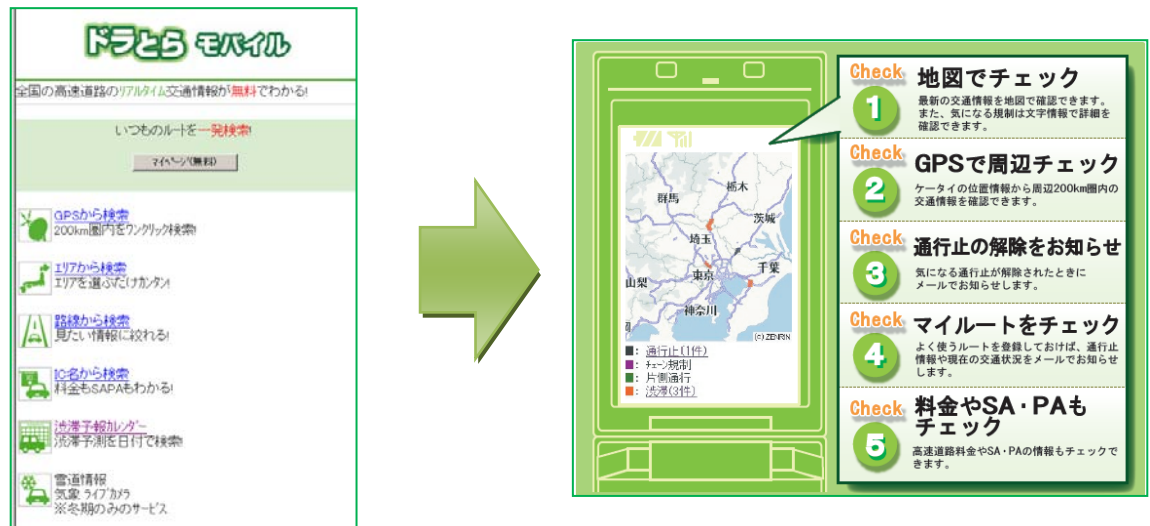 ドラとら モバイル
全国の高速道路のリアルタイム交通情報が無料でわかる!
いつものルートを一発検索!
マイページ(無料)
GPSから検索
200km圏内をワンクリック検索!
エリアから検索
エリアを選ぶだけカンタン!
路線から検索
見たい情報に絞れる!
IC名から検索
料金もSAPAもわかる!
渋滞予報カレンダー
渋滞予測を日付で検索!
雪道情報
気象 ライブカメラ
※冬期のみのサービス
群馬
栃木
茨城
埼玉
山梨
東京
千葉
神奈川
(c) ZENRIN
■: 通行止(1件)
■: チェーン規制
■: 片側通行
■: 渋滞(3件)
Check 1 地図でチェック
最新の交通情報を地図で確認できます。
また、気になる規制は文字情報で詳細を
確認できます。
Check 2 GPSで周辺チェック
ケータイの位置情報から周辺200km圏内の
交通情報を確認できます。
Check 3 通行止の解除をお知らせ
気になる通行止が解除されたときに
メールでお知らせします。
Check 4 マイルートをチェック
よく使うルートを登録しておけば、通行止
情報や現在の交通状況をメールでお知らせ
します。
Check 5 料金やSA・PAも
チェック
高速道路料金やSA・PAの情報もチェックで
きます。